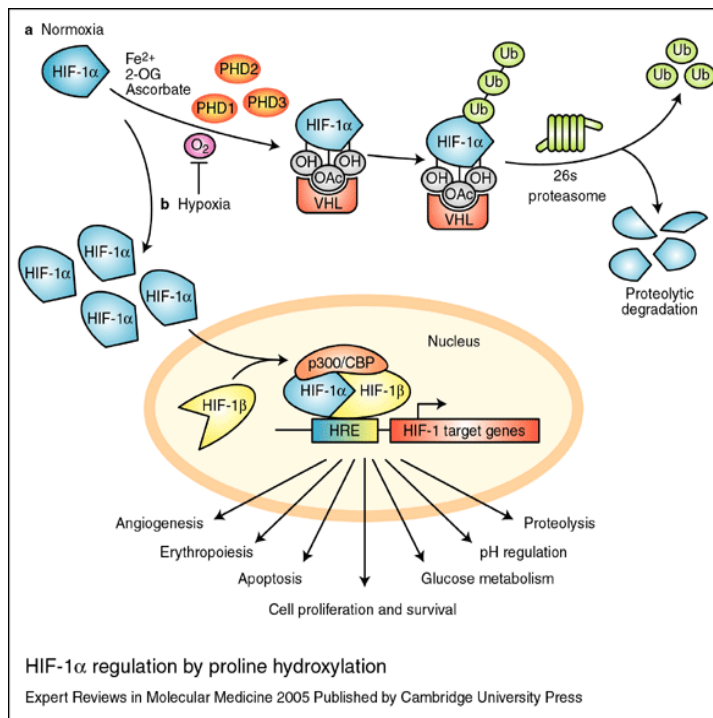 a Normoxia
HIF-1α
Fe2+
2-OG
Ascorbate
PHD2
PHD1
PHD3
O2
HIF-1α
OH
OH
OAc
VHL
Ub
Ub
Ub
HIF-1α
OH
OH
OAc
VHL
26s
proteasome
Ub
Ub
Ub
b Hypoxia
HIF-1α
HIF-1α
HIF-1α
HIF-1α
Proteolytic
degradation
Nucleus
p300/CBP
HIF-1α
HIF-1β
HIF-1β
HRE
HIF-1 target genes
Angiogenesis
Erythropoiesis
Apoptosis
Cell proliferation and survival
Glucose metabolism
pH regulation
Proteolysis
HIF-1α regulation by proline hydroxylation
Expert Reviews in Molecular Medicine 2005 Published by Cambridge University Press